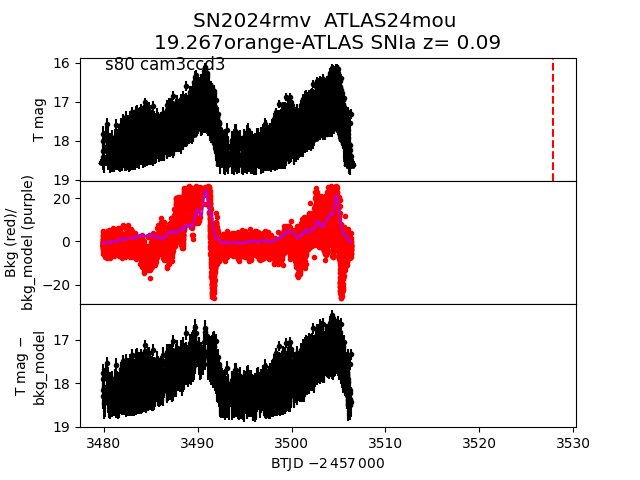 SN2024rmv  ATLAS24mou
19.267orange-ATLAS SNIa z= 0.09
s80 cam3ccd3
T mag
16
17
18
19
Bkg (red)/
bkg_model (purple)
20
0
−20
T mag −
bkg_model
17
18
19
3480
3490
3500
3510
3520
3530
BTJD −2 457 000